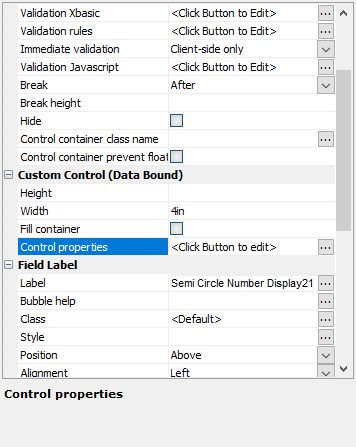 Validation Xbasic <Click Button to Edit> ...
Validation rules <Click Button to Edit> ...
Immediate validation Client-side only
Validation Javascript <Click Button to Edit> ...
Break After
Break height
Hide
Control container class name ...
Control container prevent float
Custom Control (Data Bound)
Height
Width 4in
Fill container
Control properties <Click Button to edit> ...
Field Label
Label Semi Circle Number Display21 ...
Bubble help ...
Class <Default> ...
Style ...
Position Above
Alignment Left
Control properties